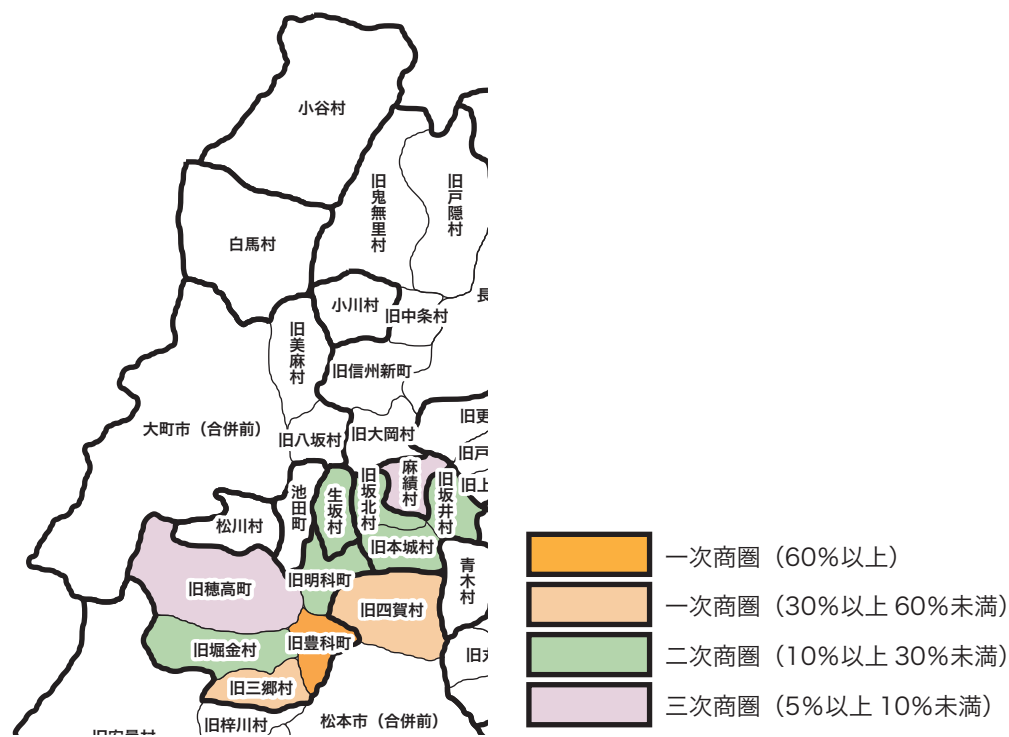 小谷村
旧鬼無里村
旧戸隠村
白馬村
長
小川村
旧中条村
旧美麻村
旧信州新町
大町市（合併前）
旧八坂村
旧大岡村
旧更
旧戸
麻績村
旧坂北村
旧坂井村
旧上
池田町
生坂村
松川村
旧本城村
青木村
旧明科町
旧穂高町
旧四賀村
旧豊科町
旧堀金村
旧三郷村
旧梓川村
松本市（合併前）
一次商圏（60%以上）
一次商圏（30%以上 60%未満）
二次商圏（10%以上 30%未満）
三次商圏（5%以上 10%未満）